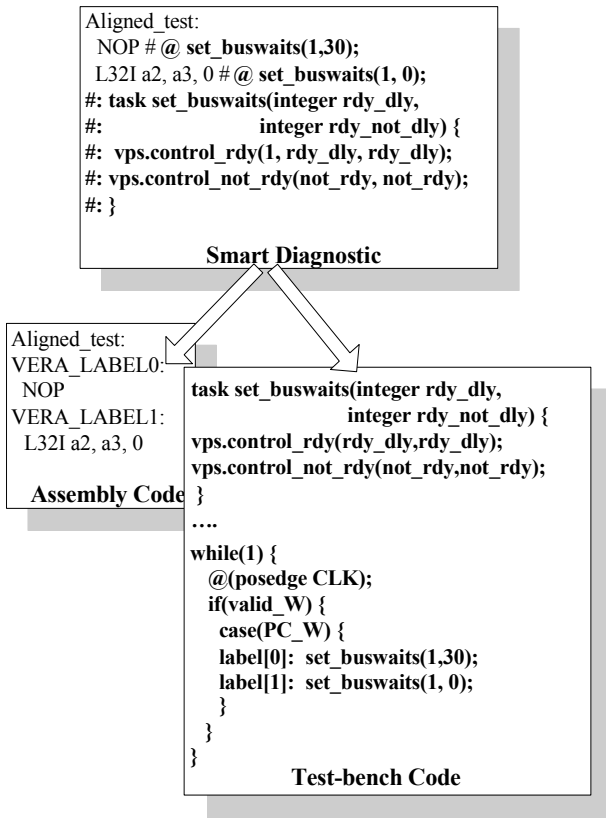 Aligned_test:
NOP # @ set_buswaits(1,30);
L32I a2, a3, 0 # @ set_buswaits(1, 0);
#: task set_buswaits(integer rdy_dly,
#: integer rdy_not_dly) {
#: vps.control_rdy(1, rdy_dly, rdy_dly);
#: vps.control_not_rdy(not_rdy, not_rdy);
#: }
Smart Diagnostic
Aligned_test:
VERA_LABEL0:
NOP
VERA_LABEL1:
L32I a2, a3, 0
Assembly Code
task set_buswaits(integer rdy_dly,
integer rdy_not_dly) {
vps.control_rdy(rdy_dly,rdy_dly);
vps.control_not_rdy(not_rdy,not_rdy);
}
....
while(1) {
@(posedge CLK);
if(valid_W) {
case(PC_W) {
label[0]: set_buswaits(1,30);
label[1]: set_buswaits(1, 0);
}
}
}
Test-bench Code